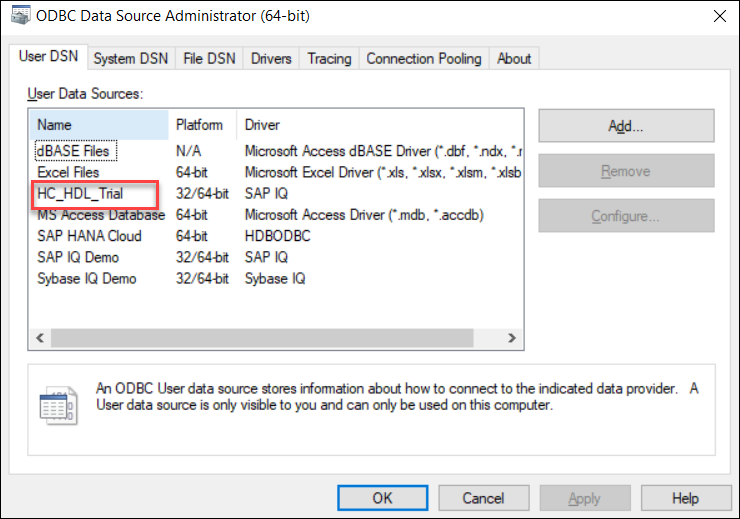 ODBC Data Source Administrator (64-bit)
User DSN System DSN File DSN Drivers Tracing Connection Pooling About
User Data Sources:
Name Platform Driver
dBASE Files N/A Microsoft Access dBASE Driver (*.dbf, *.ndx, *.r
Excel Files 64-bit Microsoft Excel Driver (*.xls, *.xlsx, *.xlsm, *.xlsb
HC_HDL_Trial 32/64-bit SAP IQ
MS Access Database 64-bit Microsoft Access Driver (*.mdb, *.accdb)
SAP HANA Cloud 64-bit HDBODBC
SAP IQ Demo 32/64-bit SAP IQ
Sybase IQ Demo 32/64-bit Sybase IQ
Add...
Remove
Configure...
An ODBC User data source stores information about how to connect to the indicated data provider. A
User data source is only visible to you and can only be used on this computer.
OK Cancel Apply Help